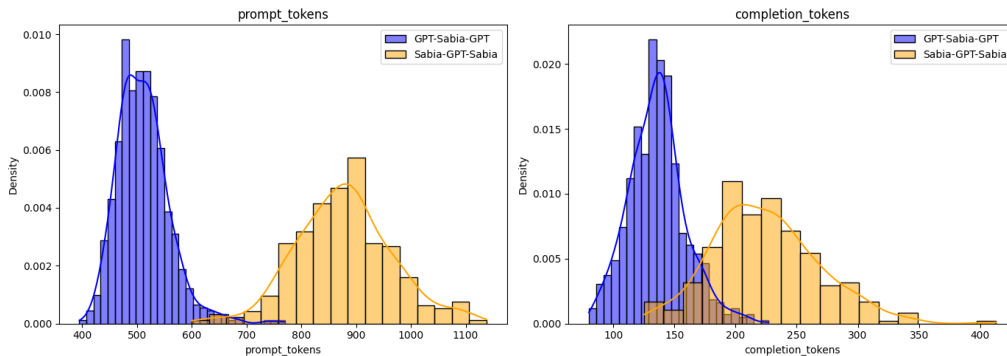 prompt_tokens
GPT-Sabia-GPT
Sabia-GPT-Sabia
0.010
0.008
0.006
0.004
0.002
0.000
Density
400 500 600 700 800 900 1000 1100
prompt_tokens
completion_tokens
GPT-Sabia-GPT
Sabia-GPT-Sabia
0.020
0.015
0.010
0.005
0.000
Density
100 150 200 250 300 350 400
completion_tokens